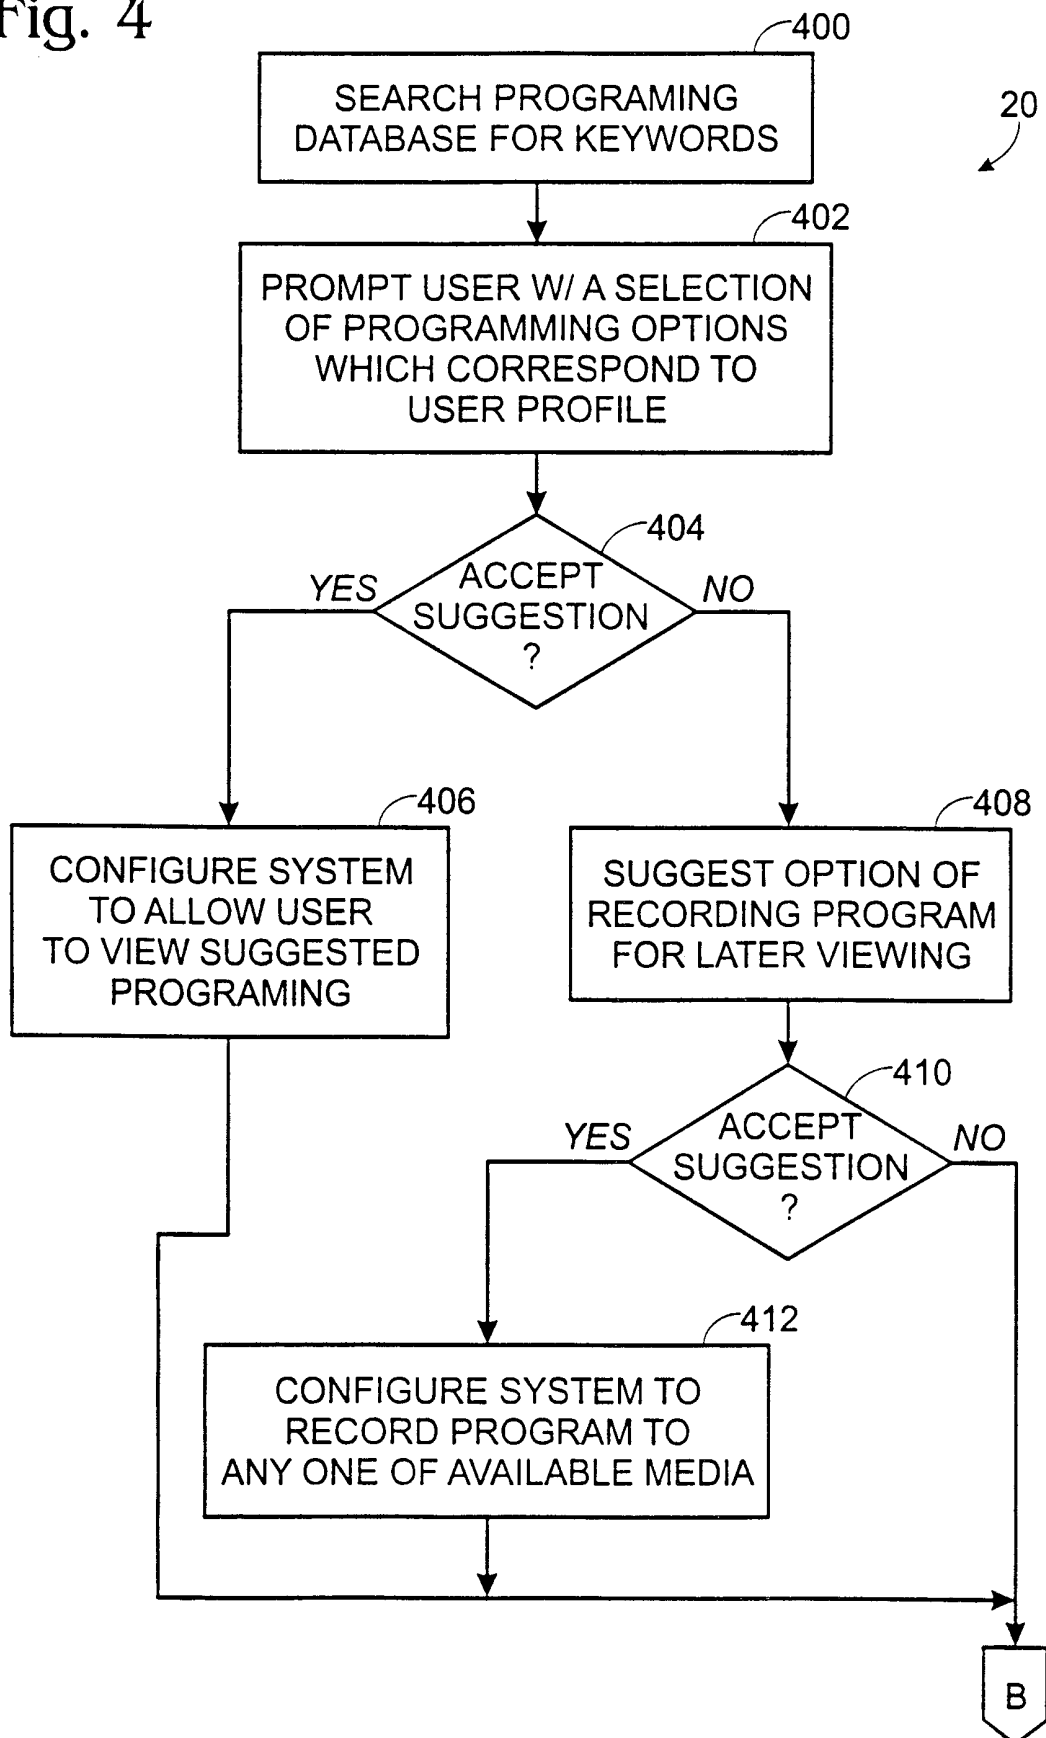 Fig. 4
400
SEARCH PROGRAMING
DATABASE FOR KEYWORDS
20
402
PROMPT USER W/ A SELECTION
OF PROGRAMMING OPTIONS
WHICH CORRESPOND TO
USER PROFILE
404
YES
ACCEPT
SUGGESTION
?
NO
406
CONFIGURE SYSTEM
TO ALLOW USER
TO VIEW SUGGESTED
PROGRAMING
408
SUGGEST OPTION OF
RECORDING PROGRAM
FOR LATER VIEWING
410
YES
ACCEPT
SUGGESTION
?
NO
412
CONFIGURE SYSTEM TO
RECORD PROGRAM TO
ANY ONE OF AVAILABLE MEDIA
B